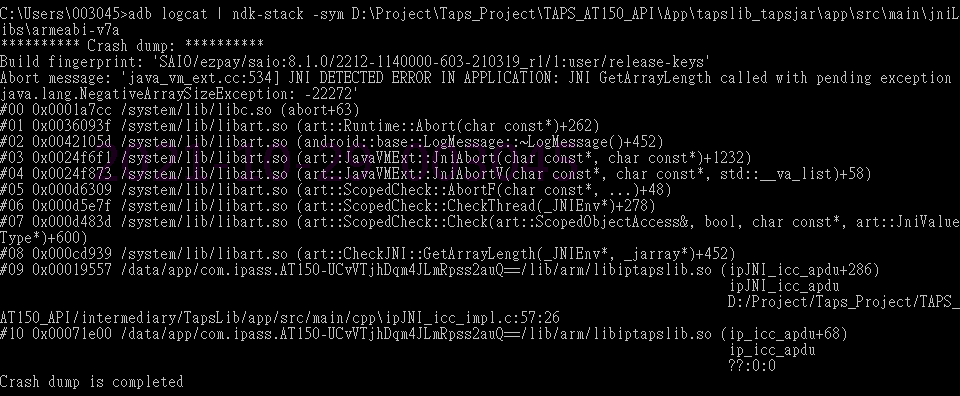 C:\Users\003045>adb logcat | ndk-stack -sym D:\Project\Taps_Project\TAPS_AT150_API\App\tapslib_tapsjar\app\src\main\jniL
ibs\armeabi-v7a
********** Crash dump: **********
Build fingerprint: 'SAIO/ezpay/saio:8.1.0/2212-1140000-603-210319_r1/1:user/release-keys'
Abort message: 'java_vm_ext.cc:534] JNI DETECTED ERROR IN APPLICATION: JNI GetArrayLength called with pending exception
java.lang.NegativeArraySizeException: -22272'
#00 0x0001a7cc /system/lib/libc.so (abort+63)
#01 0x0036093f /system/lib/libart.so (art::Runtime::Abort(char const*)+262)
#02 0x0042105d /system/lib/libart.so (android::base::LogMessage::~LogMessage()+452)
#03 0x0024f6f1 /system/lib/libart.so (art::JavaVMExt::JniAbort(char const*, char const*)+1232)
#04 0x0024f873 /system/lib/libart.so (art::JavaVMExt::JniAbortV(char const*, char const*, std::__va_list)+58)
#05 0x000d6309 /system/lib/libart.so (art::ScopedCheck::AbortF(char const*, ...)+48)
#06 0x000d5e7f /system/lib/libart.so (art::ScopedCheck::CheckThread(_JNIEnv*)+278)
#07 0x000d483d /system/lib/libart.so (art::ScopedCheck::Check(art::ScopedObjectAccess&, bool, char const*, art::JniValue
Type*)+600)
#08 0x000cd939 /system/lib/libart.so (art::CheckJNI::GetArrayLength(_JNIEnv*, _jarray*)+452)
#09 0x00019557 /data/app/com.ipass.AT150-UCvVTjhDqm4JLmRpss2auQ==/lib/arm/libiptapslib.so (ipJNI_icc_apdu+286)
ipJNI_icc_apdu
D:/Project/Taps_Project/TAPS_
AT150_API/intermediary/TapsLib/app/src/main/cpp\ipJNI_icc_impl.c:57:26
#10 0x00071e00 /data/app/com.ipass.AT150-UCvVTjhDqm4JLmRpss2auQ==/lib/arm/libiptapslib.so (ip_icc_apdu+68)
ip_icc_apdu
??:0:0
Crash dump is completed